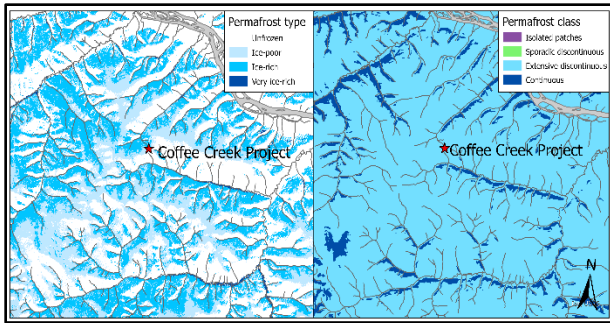 Permafrost type
Unfrozen
Ice-poor
Ice-rich
Very ice-rich
Coffee Creek Project
Permafrost class
Isolated patches
Sporadic discontinuous
Extensive discontinuous
Continuous
Coffee Creek Project
N